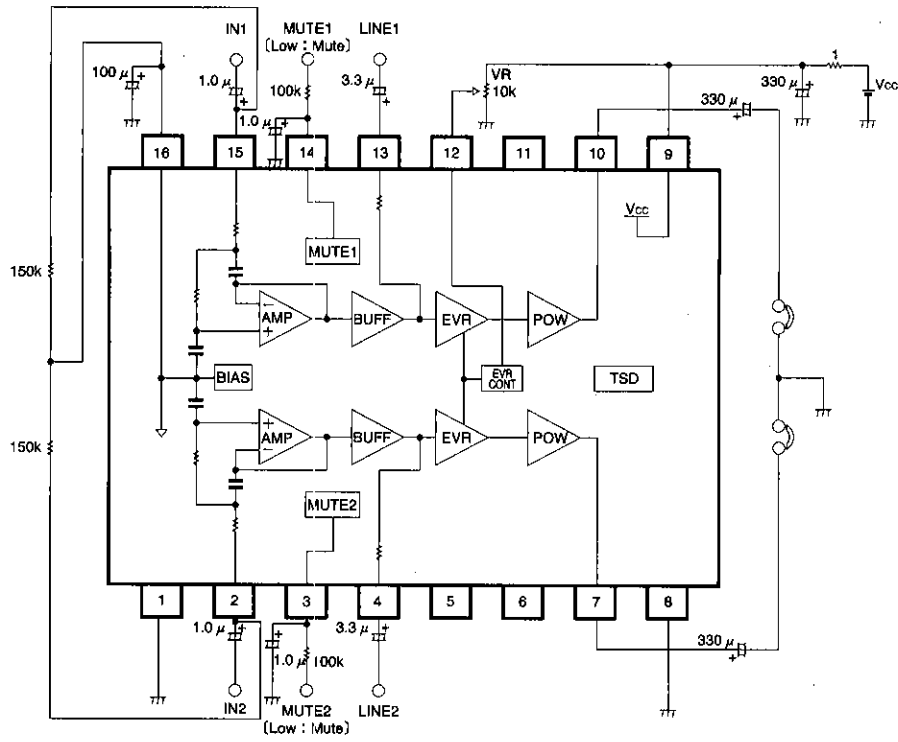 IN1
MUTE1
(Low : Mute)
LINE1
100 μ
+
1.0 μ
+
1.0 μ
+
100k
3.3 μ
+
VR
10k
330 μ
+
330 μ
+
1
Vcc
16
15
14
13
12
11
10
9
Vcc
MUTE1
150k
−
AMP
+
BUFF
EVR
POW
BIAS
EVR
CONT
TSD
150k
+
AMP
−
BUFF
EVR
POW
MUTE2
1
2
3
4
5
6
7
8
1.0 μ
+
+
1.0 μ
100k
3.3 μ
+
330 μ
+
IN2
MUTE2
(Low : Mute)
LINE2